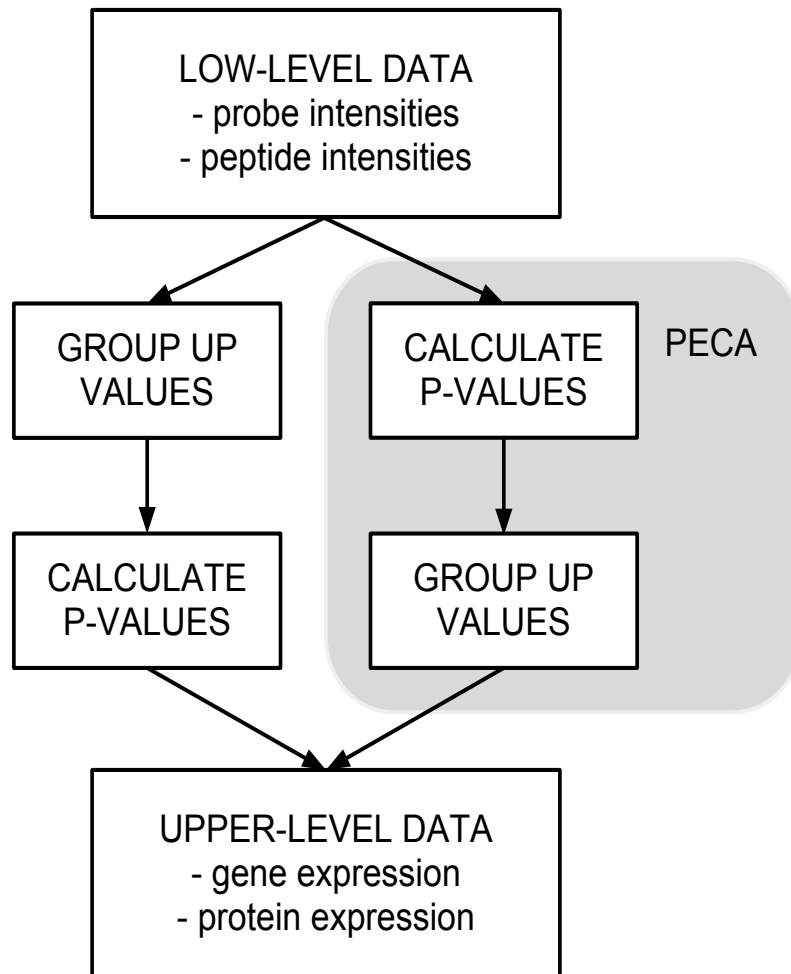 LOW-LEVEL DATA
- probe intensities
- peptide intensities
GROUP UP
VALUES
CALCULATE
P-VALUES
PECA
CALCULATE
P-VALUES
GROUP UP
VALUES
UPPER-LEVEL DATA
- gene expression
- protein expression